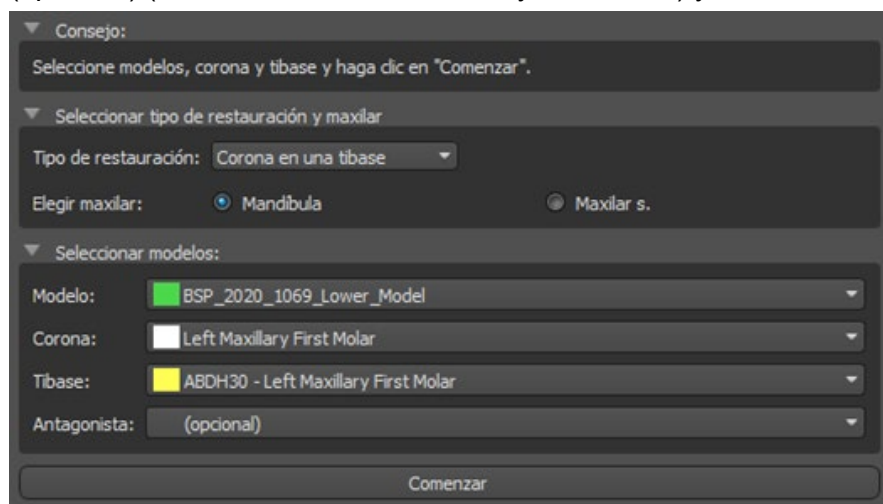 Consejo:
Seleccione modelos, corona y tibase y haga clic en "Comenzar".
Seleccionar tipo de restauración y maxilar
Tipo de restauración: Corona en una tibase
Elegir maxilar: Mandíbula Maxilar s.
Seleccionar modelos:
Modelo: BSP_2020_1069_Lower_Model
Corona: Left Maxillary First Molar
Tibase: ABDH30 - Left Maxillary First Molar
Antagonista: (opcional)
Comenzar